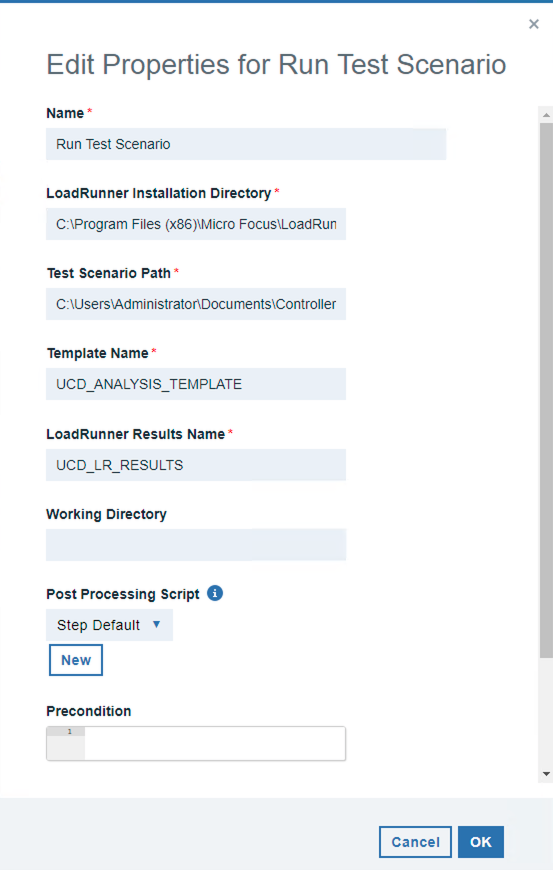 ×
Edit Properties for Run Test Scenario
Name *
Run Test Scenario
LoadRunner Installation Directory *
C:\Program Files (x86)\Micro Focus\LoadRun
Test Scenario Path *
C:\Users\Administrator\Documents\Controller
Template Name *
UCD_ANALYSIS_TEMPLATE
LoadRunner Results Name *
UCD_LR_RESULTS
Working Directory
Post Processing Script i
Step Default ▼
New
Precondition
1
Cancel OK